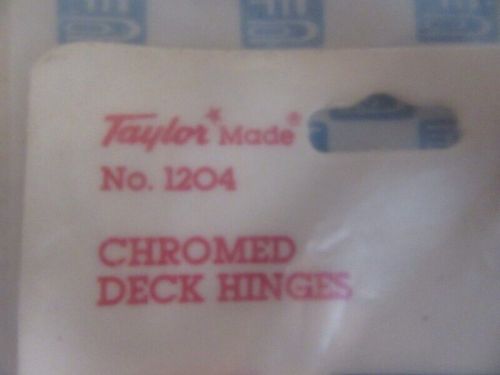 Taylor* Made®
No. 1204
CHROMED
DECK HINGES